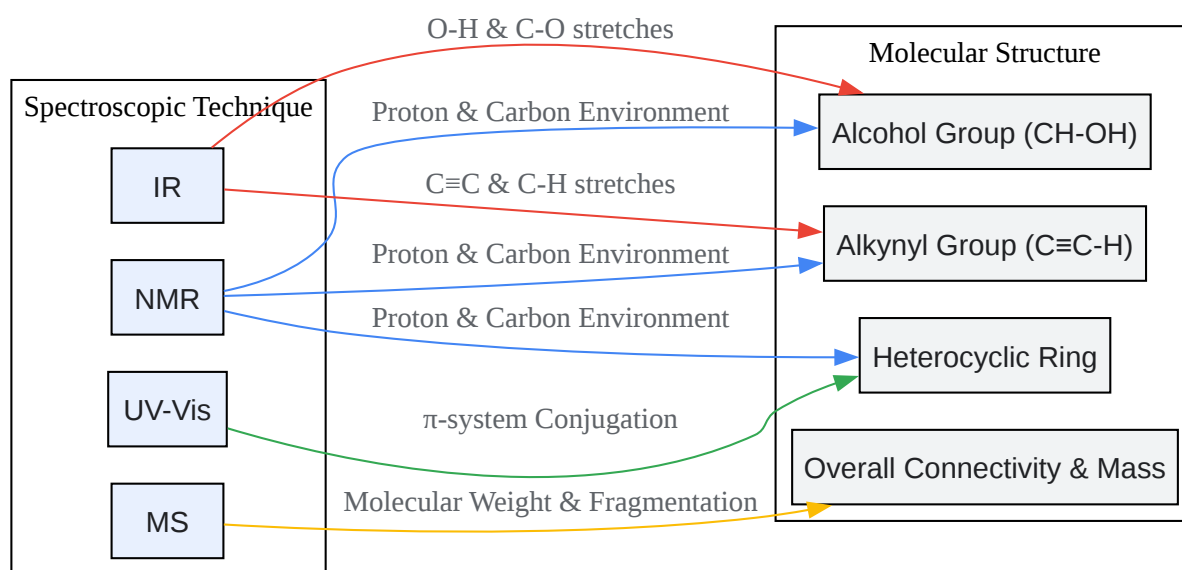 O-H & C-O stretches
Molecular Structure
Spectroscopic Technique
Proton & Carbon Environment
Alcohol Group (CH-OH)
IR
C≡C & C-H stretches
Alkynyl Group (C≡C-H)
Proton & Carbon Environment
NMR
Proton & Carbon Environment
Heterocyclic Ring
UV-Vis
π-system Conjugation
Overall Connectivity & Mass
Molecular Weight & Fragmentation
MS